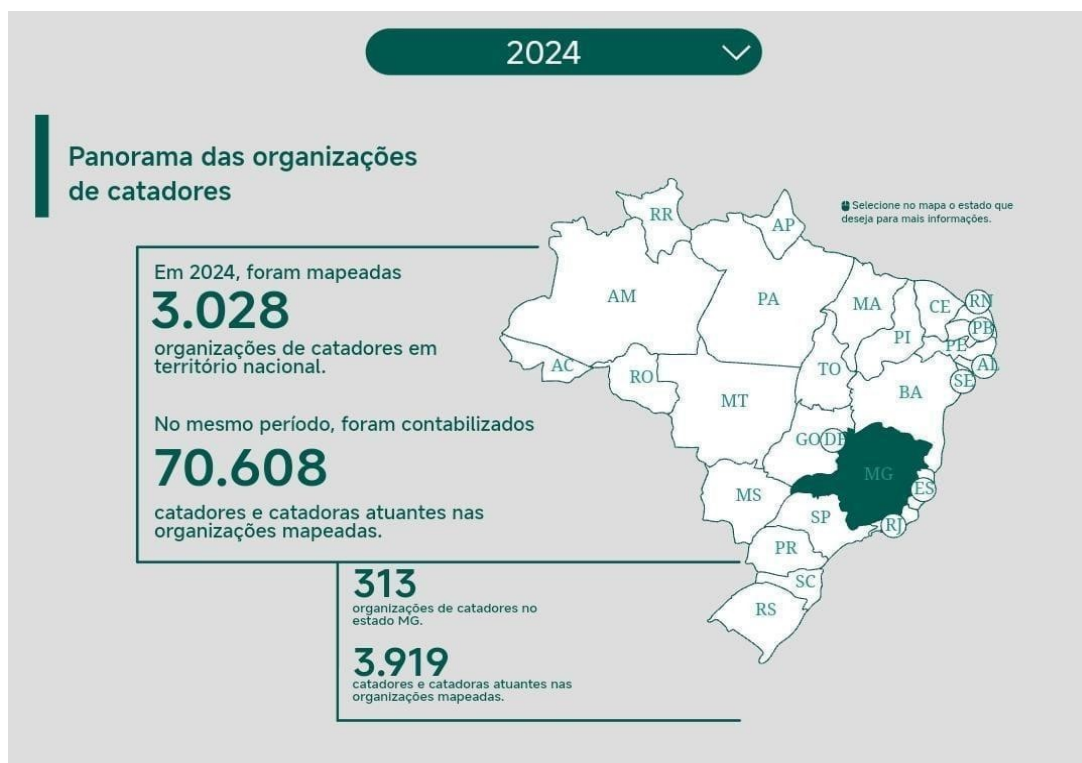 2024
Panorama das organizações
de catadores
Selecione no mapa o estado que
deseja para mais informações.
Em 2024, foram mapeadas
3.028
organizações de catadores em
território nacional.
No mesmo período, foram contabilizados
70.608
catadores e catadoras atuantes nas
organizações mapeadas.
313
organizações de catadores no
estado MG.
3.919
catadores e catadoras atuantes nas
organizações mapeadas.
RR
AP
AM
PA
MA
CE
RN
PB
PI
PE
AL
AC
RO
TO
SE
BA
MT
GO
DF
MG
MS
ES
SP
RJ
PR
SC
RS